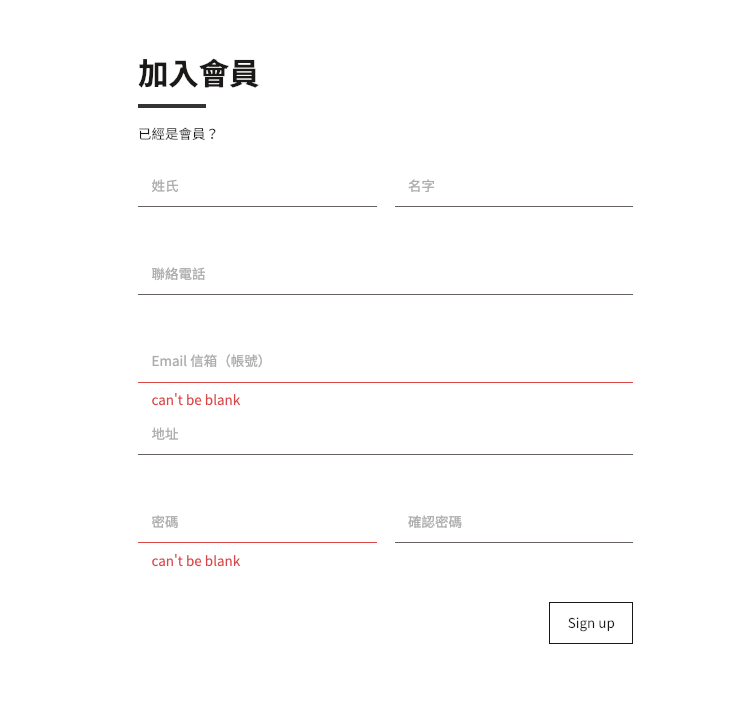 加入會員
已經是會員？
姓氏 名字
聯絡電話
Email 信箱（帳號）
can't be blank
地址
密碼 確認密碼
can't be blank
Sign up